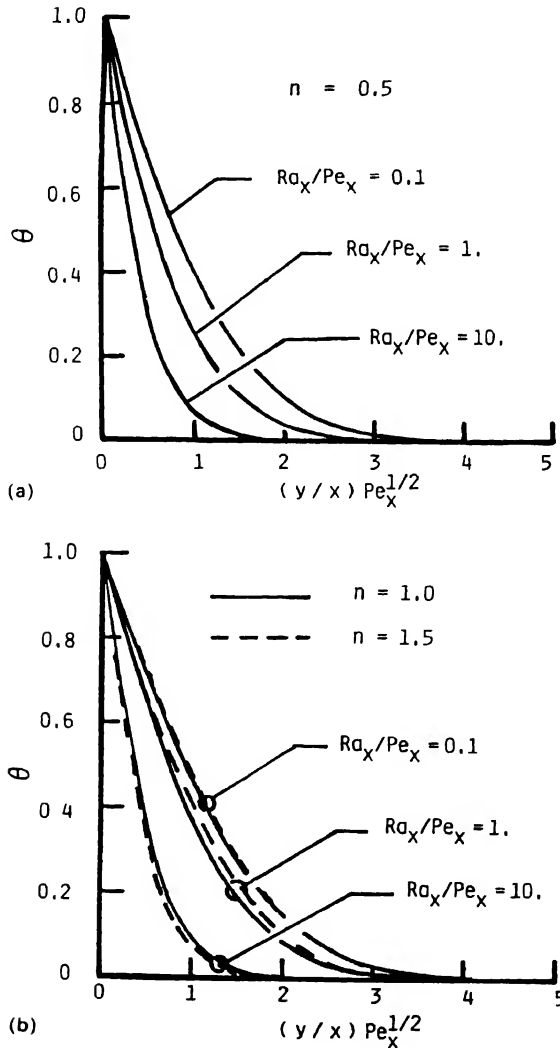 1.0
n = 0.5
0.8
Ra_x/Pe_x = 0.1
0.6
θ
Ra_x/Pe_x = 1.
0.4
0.2
Ra_x/Pe_x = 10.
0
0 1 2 3 4 5
(a) (y/x) Pe_x^1/2
1.0
n = 1.0
n = 1.5
0.8
0.6
Ra_x/Pe_x = 0.1
θ
0 4
Ra_x/Pe_x = 1.
0.2
Ra_x/Pe_x = 10.
0
0 1 2 3 4 5
(b) (y/x) Pe_x^1/2